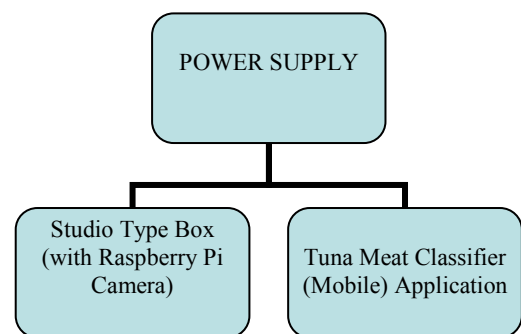 POWER SUPPLY
Studio Type Box
(with Raspberry Pi
Camera)
Tuna Meat Classifier
(Mobile) Application